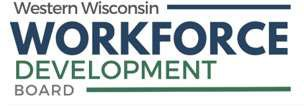 Western Wisconsin
WORKFORCE
DEVELOPMENT
BOARD